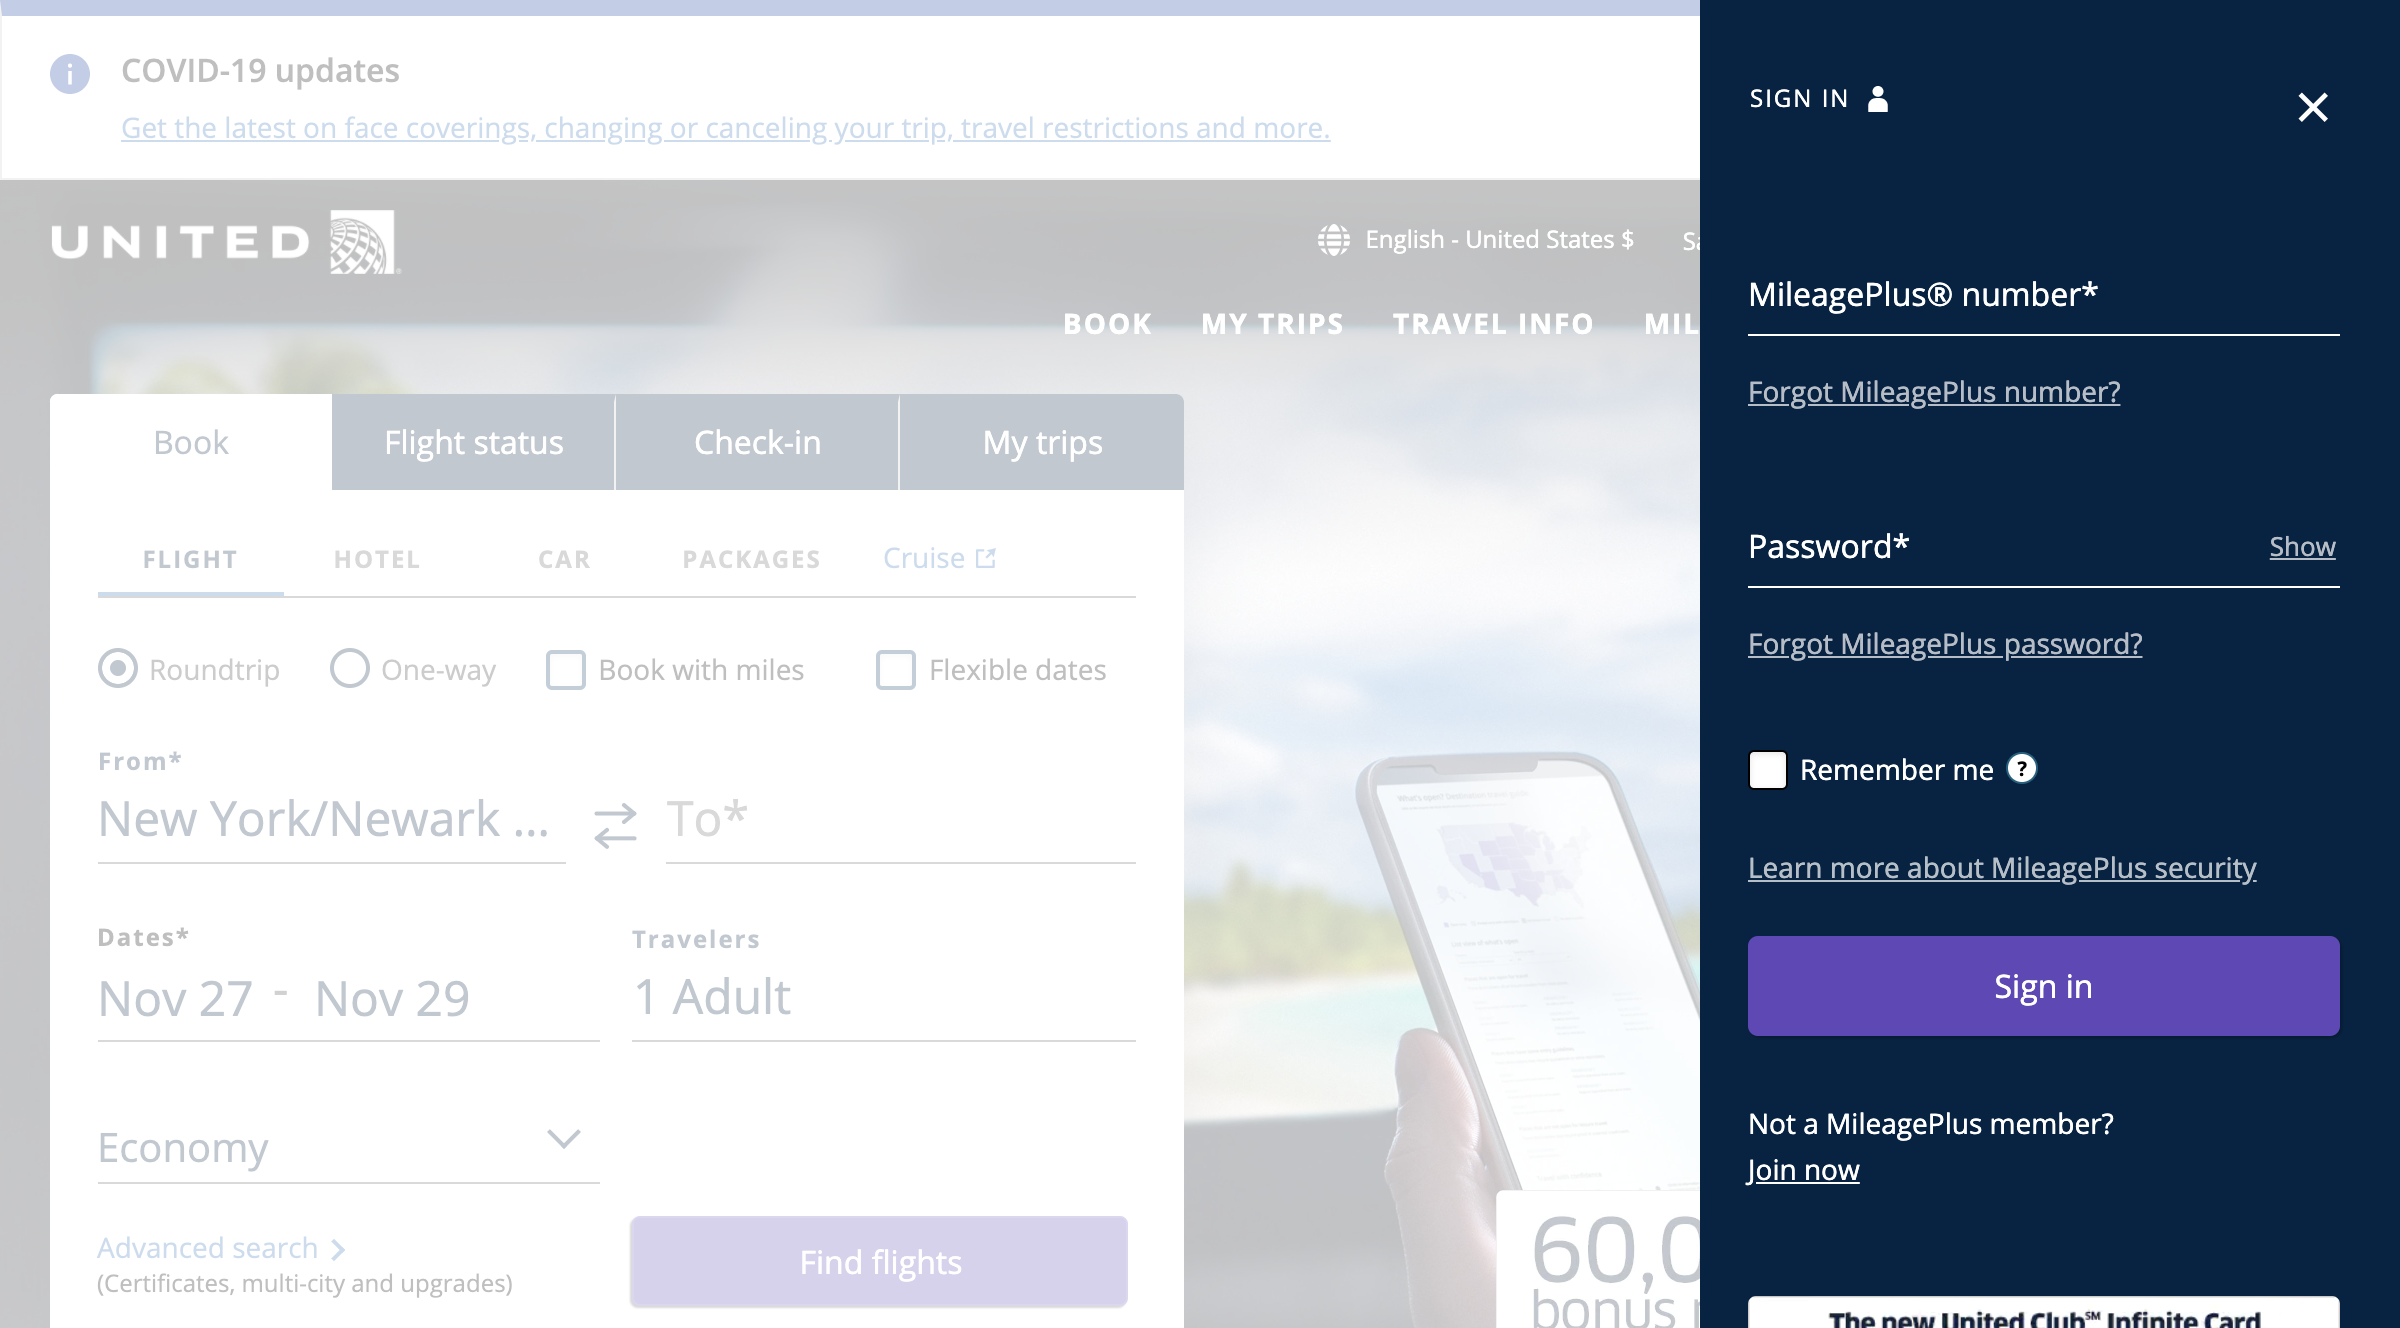 COVID-19 updates
Get the latest on face coverings, changing or canceling your trip, travel restrictions and more.
UNITED
English - United States $
BOOK MY TRIPS TRAVEL INFO MIL
Book Flight status Check-in My trips
FLIGHT HOTEL CAR PACKAGES Cruise
Roundtrip One-way Book with miles Flexible dates
From*
New York/Newark ... To*
Dates* Travelers
Nov 27 - Nov 29 1 Adult
Economy
Advanced search
(Certificates, multi-city and upgrades)
Find flights
What's open? Destination travel guide
60,0
bonus
SIGN IN
MileagePlus® number*
Forgot MileagePlus number?
Password* Show
Forgot MileagePlus password?
Remember me ?
Learn more about MileagePlus security
Sign in
Not a MileagePlus member?
Join now
The new United Club℠ Infinite Card